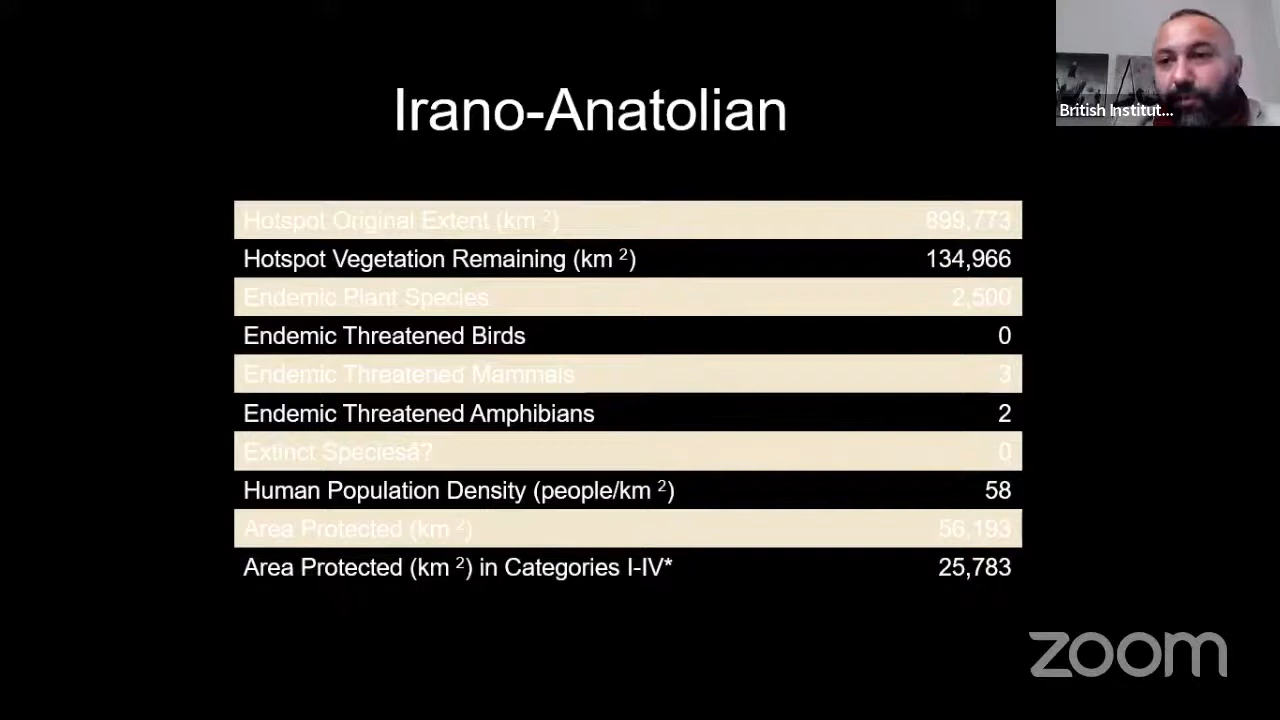 British Institut...
Irano-Anatolian
Hotspot Original Extent (km ²) 899,773
Hotspot Vegetation Remaining (km ²) 134,966
Endemic Plant Species 2,500
Endemic Threatened Birds 0
Endemic Threatened Mammals 3
Endemic Threatened Amphibians 2
Extinct Speciesâ? 0
Human Population Density (people/km ²) 58
Area Protected (km ²) 56,193
Area Protected (km ²) in Categories I-IV* 25,783
zoom